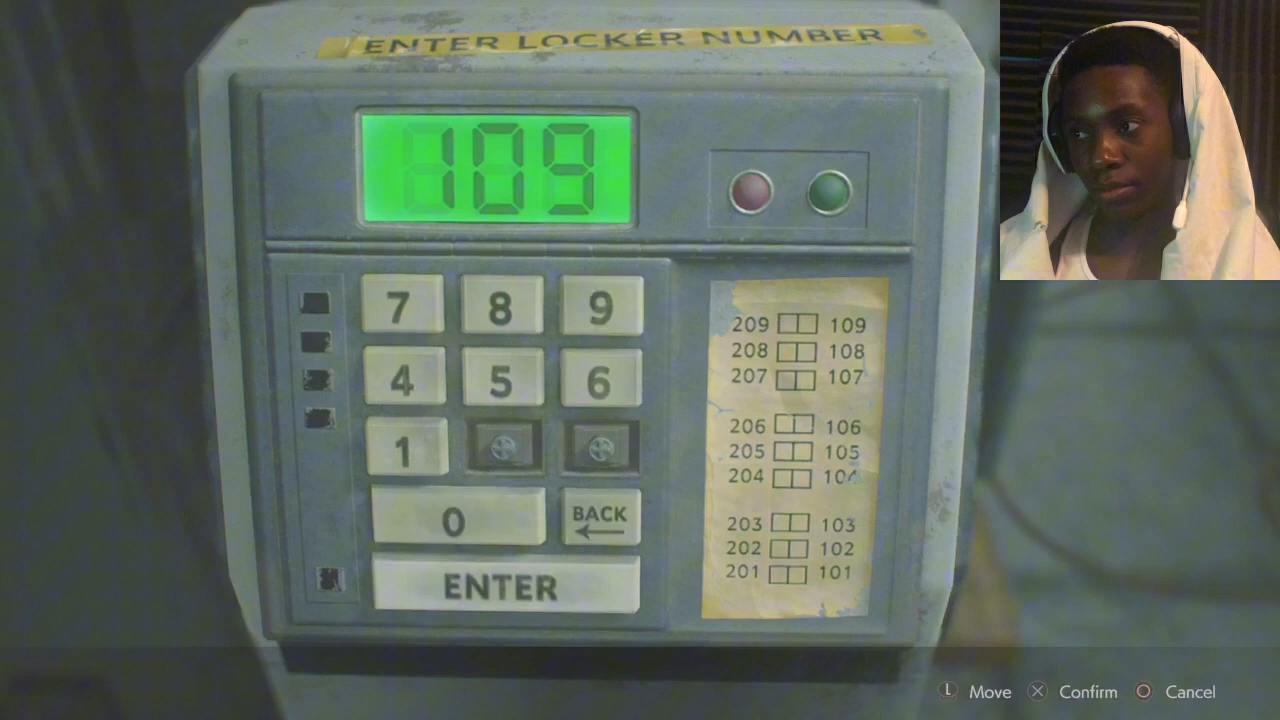 ENTER LOCKER NUMBER
109
7 8 9
4 5 6
1
0 BACK
ENTER
209 109
208 108
207 107
206 106
205 105
204 104
203 103
202 102
201 101
L Move X Confirm O Cancel